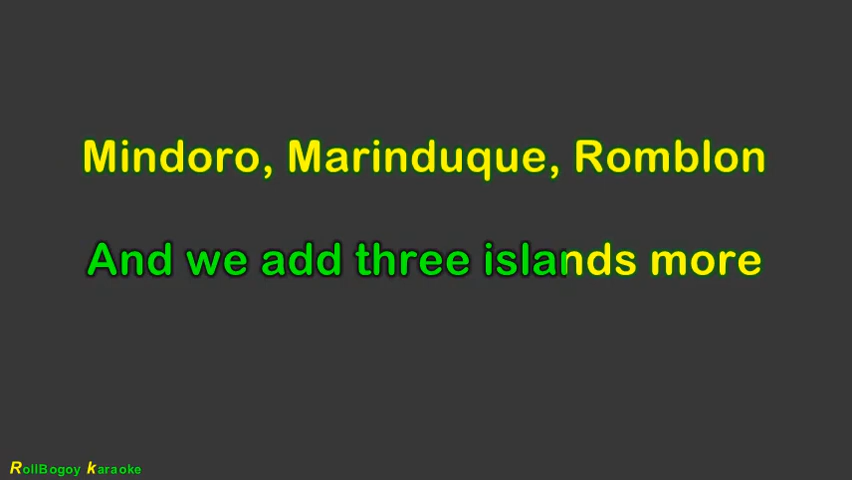 Mindoro, Marinduque, Romblon
And we add three islands more
RollBogoy karaoke